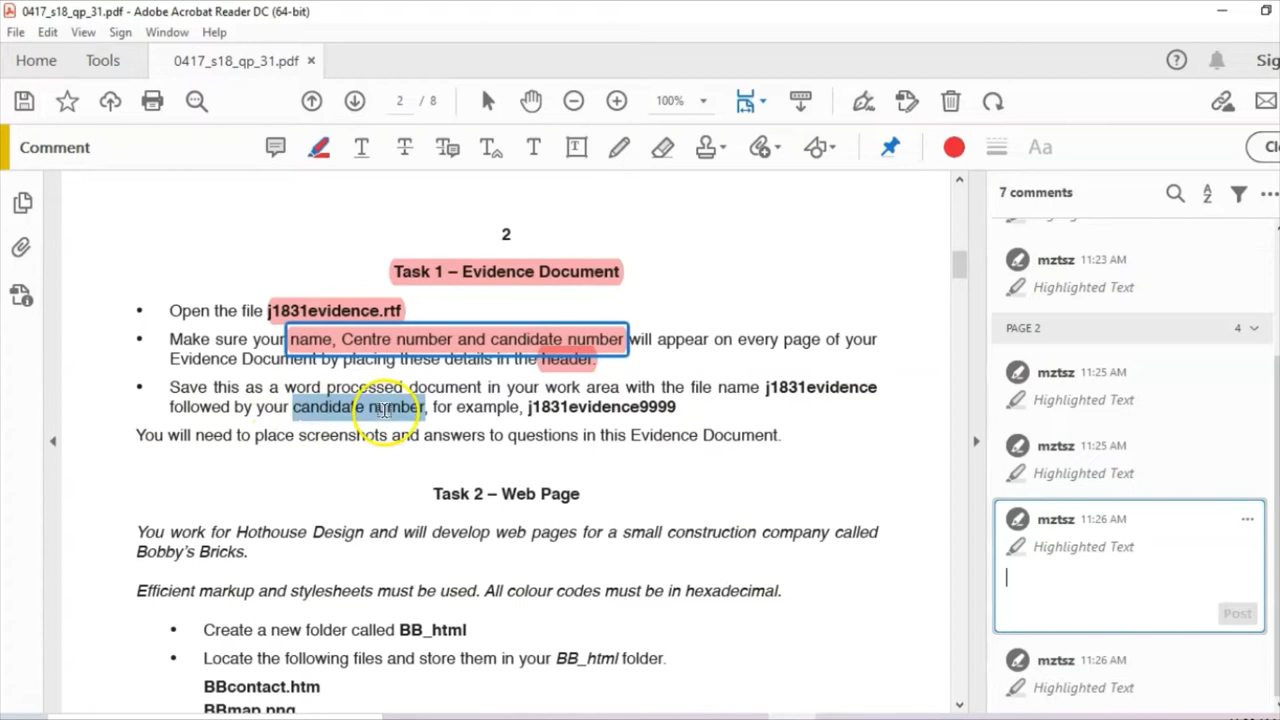 0417_s18_qp_31.pdf - Adobe Acrobat Reader DC (64-bit)
File Edit View Sign Window Help
Home Tools 0417_s18_qp_31.pdf ×
2 / 8 100%
Comment
7 comments
mztsz 11:23 AM
Highlighted Text
PAGE 2 4
mztsz 11:25 AM
Highlighted Text
mztsz 11:25 AM
Highlighted Text
mztsz 11:26 AM
Highlighted Text
Post
mztsz 11:26 AM
Highlighted Text
2
Task 1 – Evidence Document
• Open the file j1831evidence.rtf
• Make sure your name, Centre number and candidate number will appear on every page of your
Evidence Document by placing these details in the header.
• Save this as a word processed document in your work area with the file name j1831evidence
followed by your candidate number, for example, j1831evidence9999
You will need to place screenshots and answers to questions in this Evidence Document.
Task 2 – Web Page
You work for Hothouse Design and will develop web pages for a small construction company called
Bobby's Bricks.
Efficient markup and stylesheets must be used. All colour codes must be in hexadecimal.
• Create a new folder called BB_html
• Locate the following files and store them in your BB_html folder.
BBcontact.htm
BBmap.png